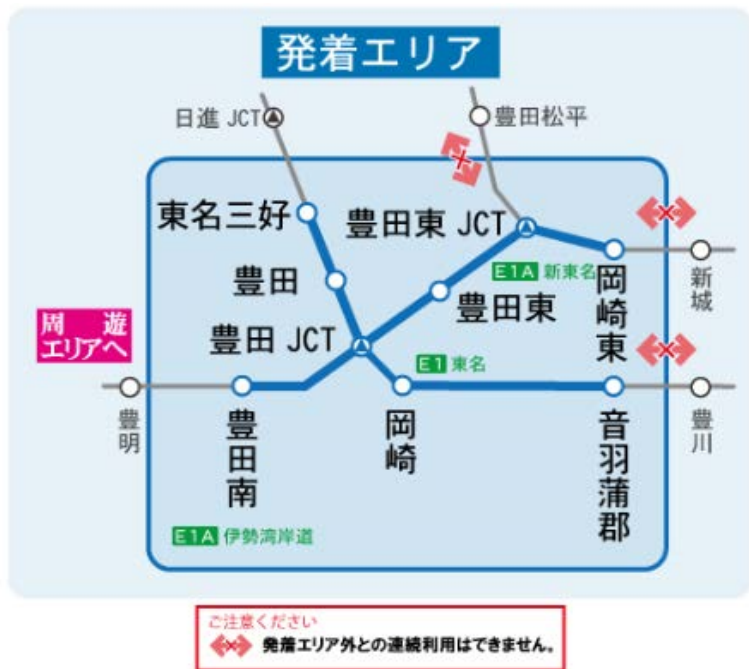 発着エリア
日進 JCT
豊田松平
東名三好
豊田東 JCT
豊田
E1A 新東名
豊田東
岡崎東
新城
周遊
エリアへ
豊田 JCT
E1 東名
豊明
豊田南
岡崎
音羽蒲郡
豊川
E1A 伊勢湾岸道
ご注意ください
発着エリア外との連続利用はできません。